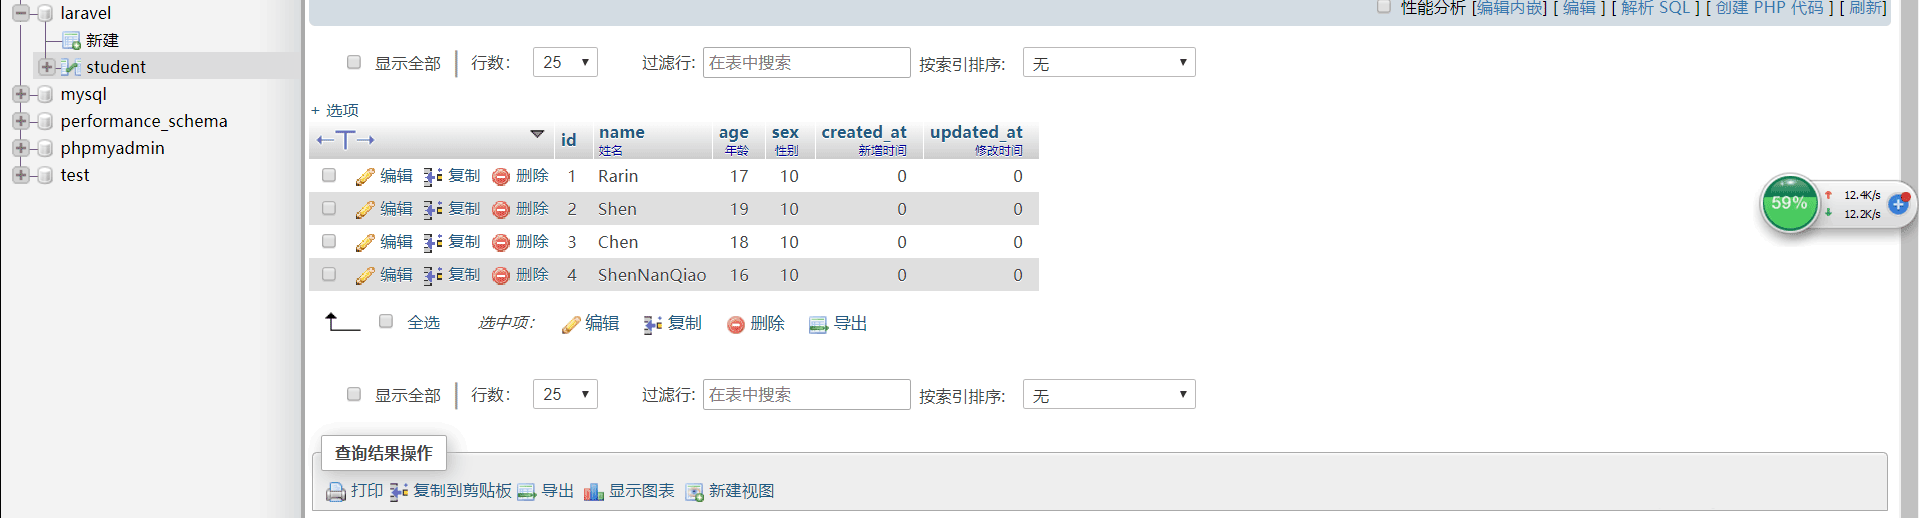 laravel
新建
student
mysql
performance_schema
phpmyadmin
test
性能分析 [编辑内嵌] [ 编辑 ] [ 解析 SQL ] [ 创建 PHP 代码 ] [ 刷新]
显示全部 行数： 25 过滤行: 在表中搜索 按索引排序: 无
+ 选项
←T→ id name age sex created_at updated_at
姓名 年龄 性别 新增时间 修改时间
编辑 复制 删除 1 Rarin 17 10 0 0
编辑 复制 删除 2 Shen 19 10 0 0
编辑 复制 删除 3 Chen 18 10 0 0
编辑 复制 删除 4 ShenNanQiao 16 10 0 0
全选 选中项： 编辑 复制 删除 导出
显示全部 行数： 25 过滤行: 在表中搜索 按索引排序: 无
查询结果操作
打印 复制到剪贴板 导出 显示图表 新建视图
59%
12.4K/s
12.2K/s